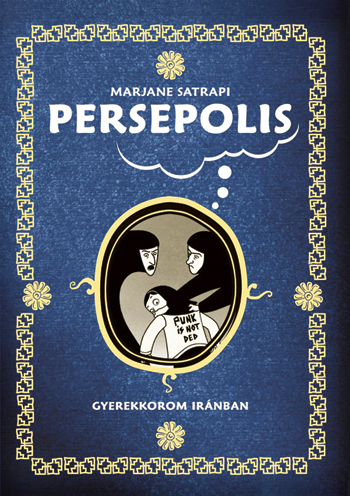 MARJANE SATRAPI
PERSEPOLIS
PUNK
IS NOT
DED
GYEREKKOROM IRÁNBAN